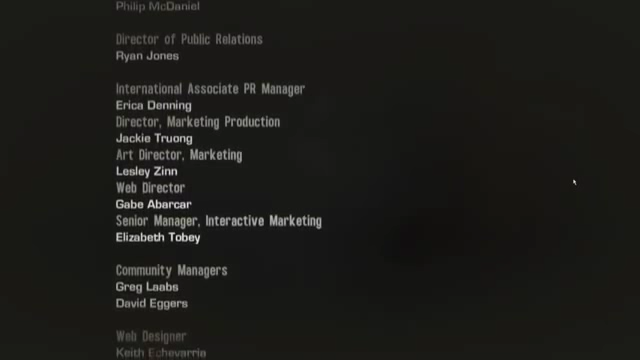 Philip McDaniel
Director of Public Relations
Ryan Jones
International Associate PR Manager
Erica Denning
Director, Marketing Production
Jackie Truong
Art Director, Marketing
Lesley Zinn
Web Director
Gabe Abarcar
Senior Manager, Interactive Marketing
Elizabeth Tobey
Community Managers
Greg Laabs
David Eggers
Web Designer
Keith Echevarria